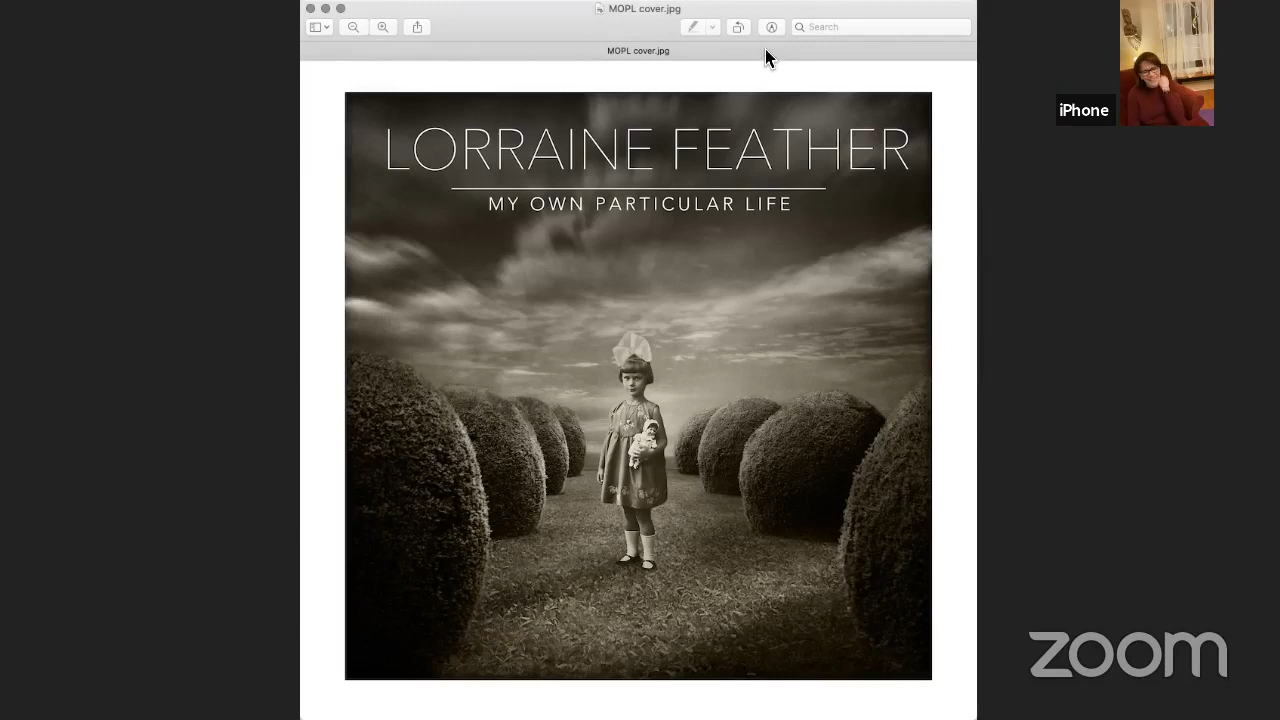 MOPL cover.jpg
Search
MOPL cover.jpg
LORRAINE FEATHER
MY OWN PARTICULAR LIFE
iPhone
zoom